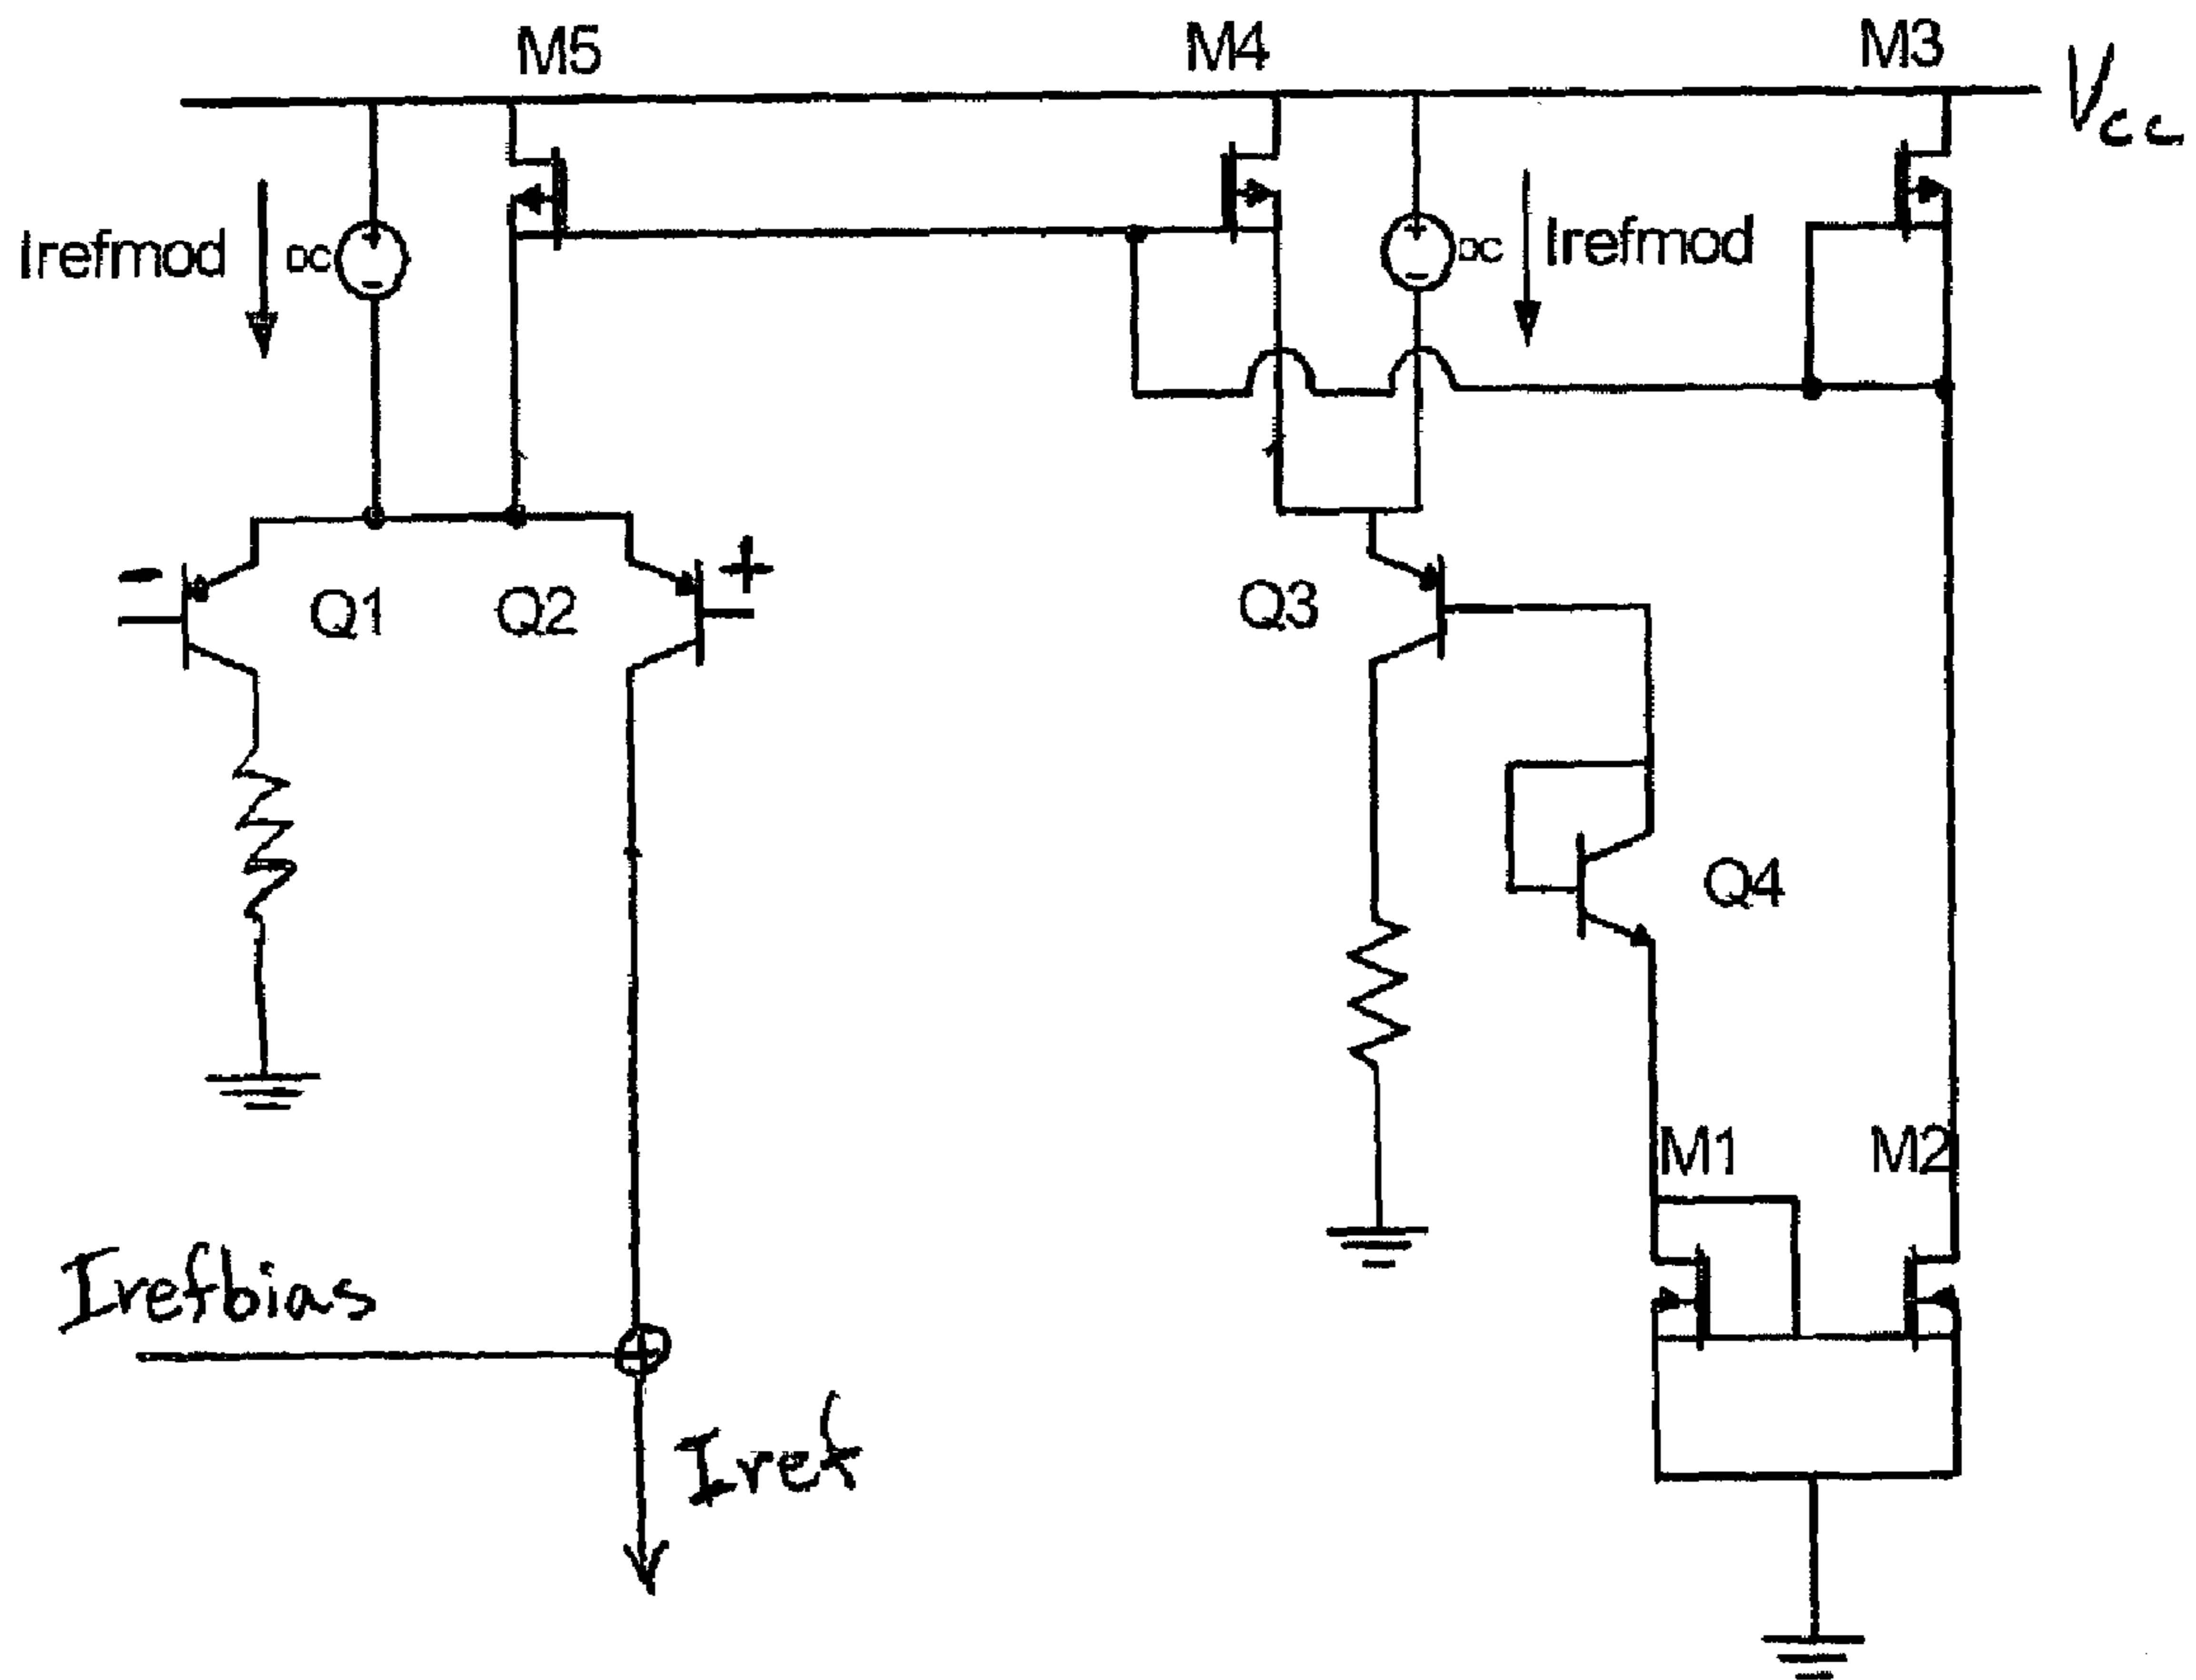 M5
M4
M3
Vcc
Irefmod
DC
+
-
DC
Irefmod
-
Q1
Q2
+
Q3
Q4
M1
M2
Irefbias
Iref